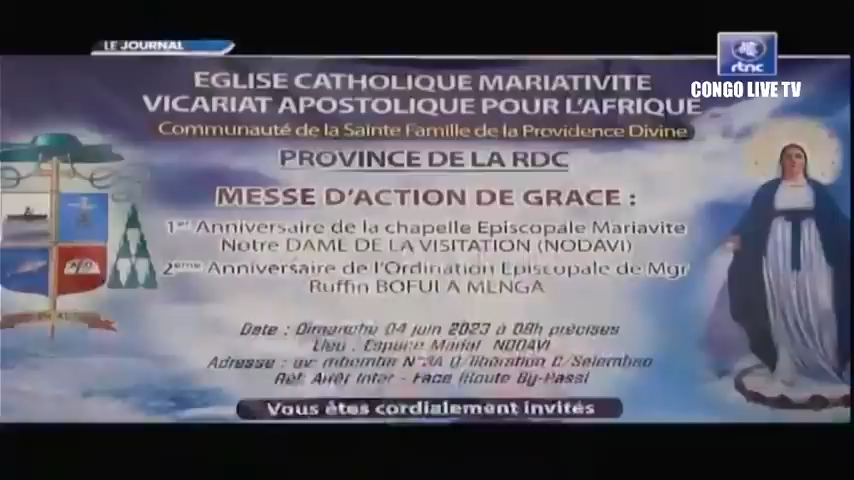 LE JOURNAL
rtnc
CONGO LIVE TV
EGLISE CATHOLIQUE MARIATIVITE
VICARIAT APOSTOLIQUE POUR L'AFRIQUE
Communauté de la Sainte Famille de la Providence Divine
PROVINCE DE LA RDC
MESSE D'ACTION DE GRACE :
1er Anniversaire de la chapelle Episcopale Mariavite
Notre DAME DE LA VISITATION (NODAVI)
2ème Anniversaire de l'Ordination Episcopale de Mgr
Ruffin BOFULA MENGA
Date : Dimanche 04 juin 2023 à 08h précises
Lieu : Espace Marial NODAVI
Adresse : av. N°3A Q/libération C/Selembao
Réf: Arrêt Inter - Face Route By-Pass
Vous êtes cordialement invités